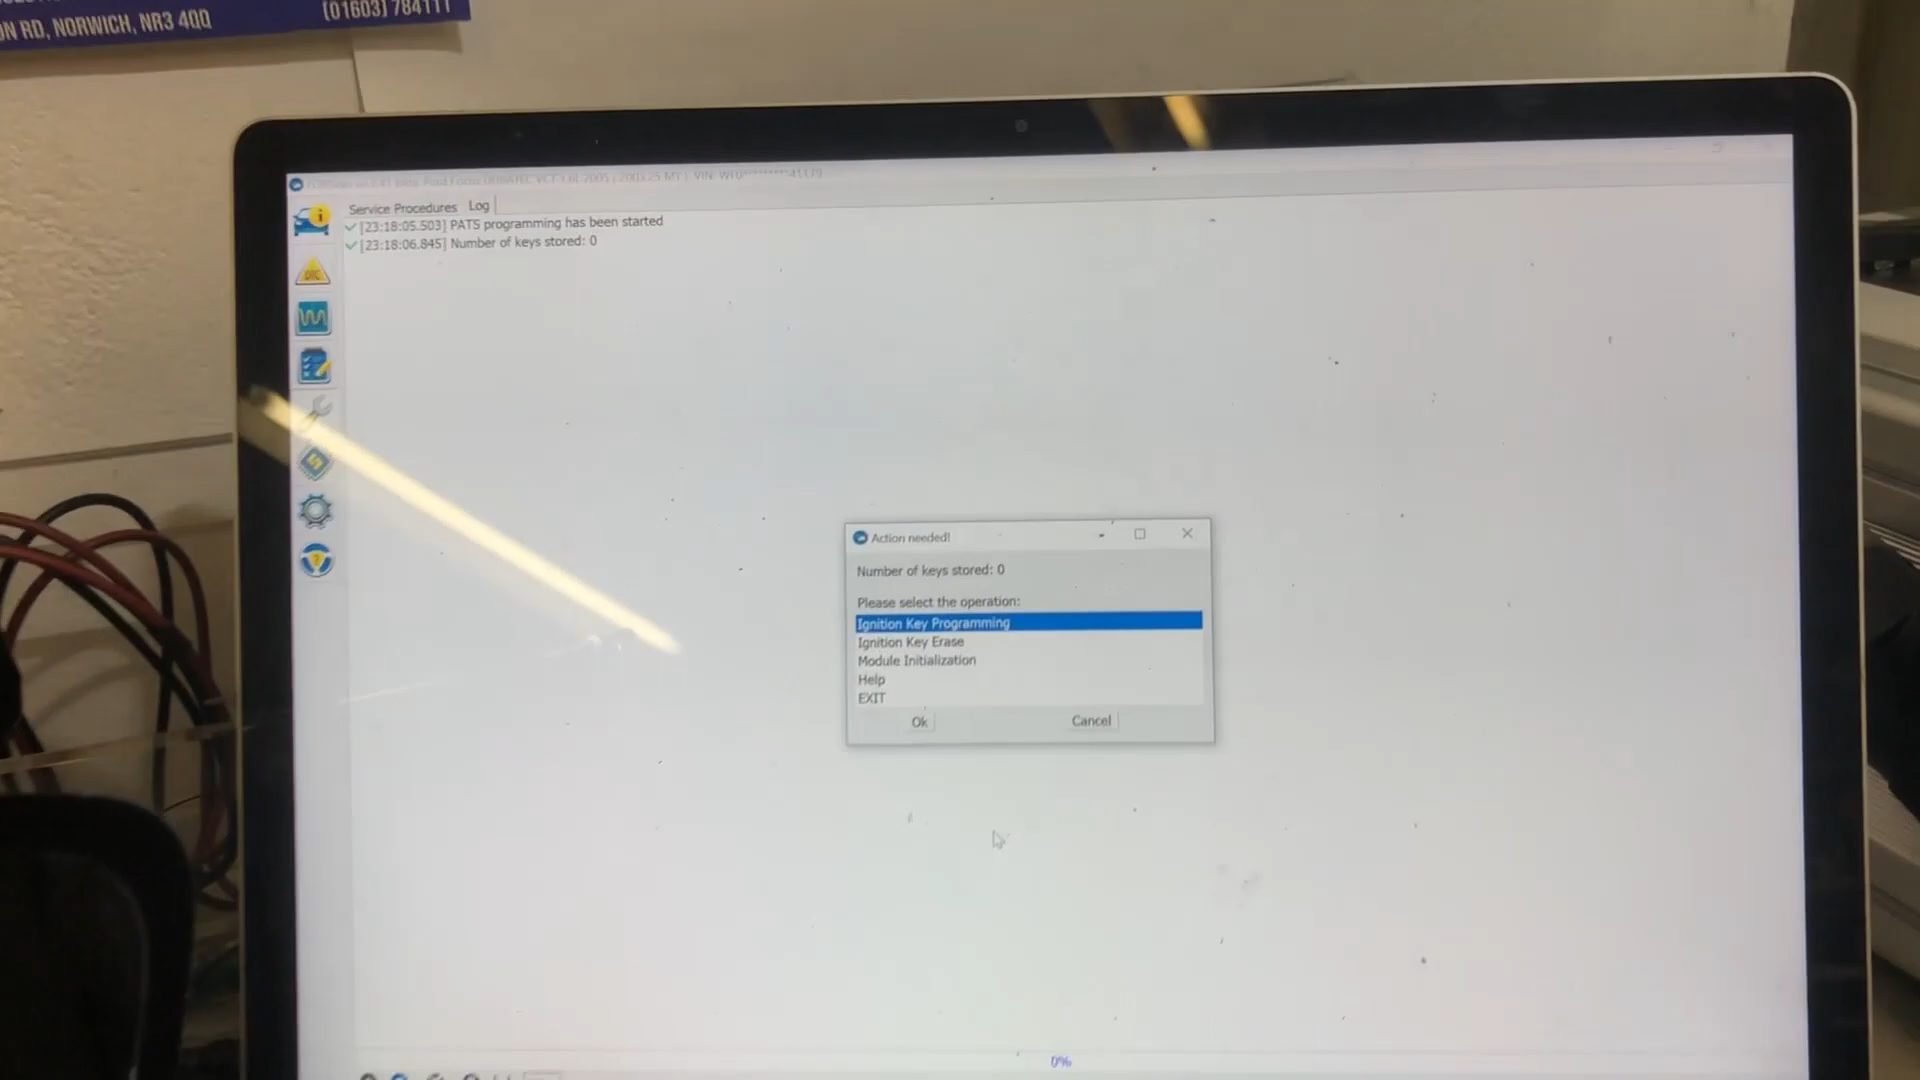 ON RD, NORWICH, NR3 4QQ
(01603) 784111
Service Procedures Log
[23:18:05.503] PATS programming has been started
[23:18:06.845] Number of keys stored: 0
Action needed!
Number of keys stored: 0
Please select the operation:
Ignition Key Programming
Ignition Key Erase
Module Initialization
Help
EXIT
Ok Cancel
0%